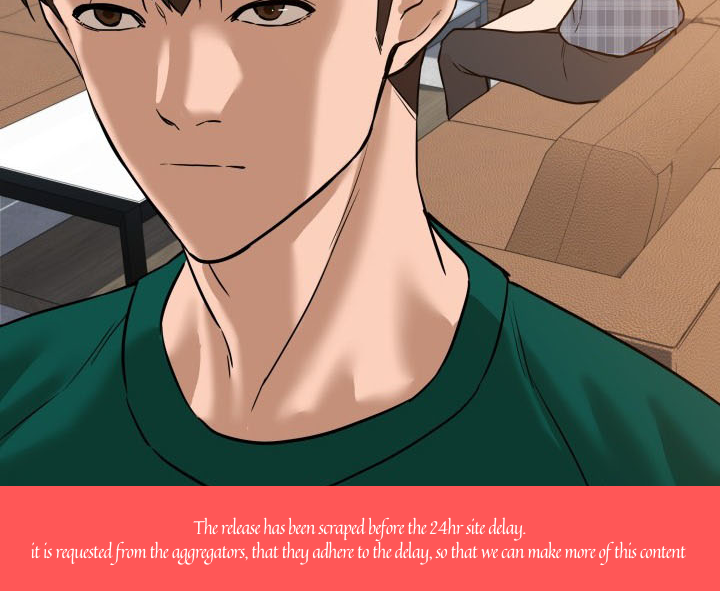 The release has been scraped before the 24hr site delay.
it is requested from the aggregators, that they adhere to the delay, so that we can make more of this content